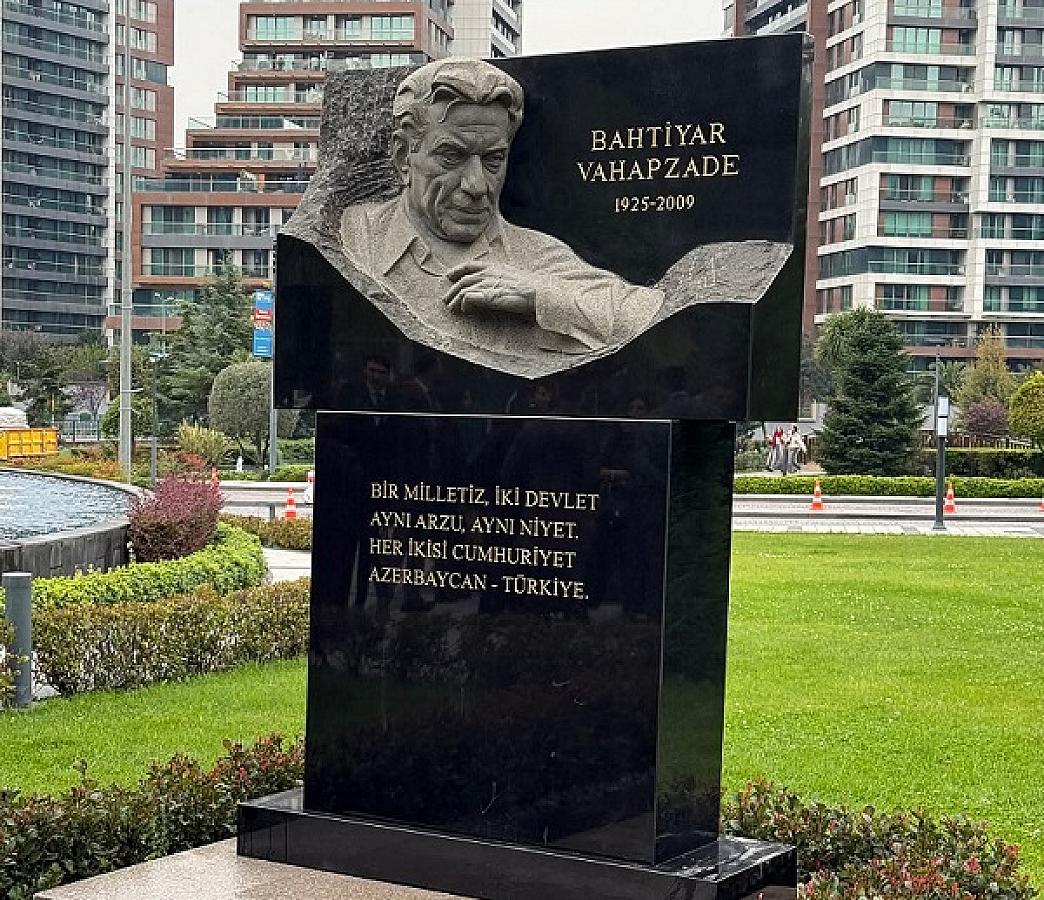 BAHTİYAR
VAHAPZADE
1925-2009
BİR MİLLETİZ, İKİ DEVLET
AYNI ARZU, AYNI NİYET.
HER İKİSİ CUMHURİYET
AZERBAYCAN - TÜRKİYE.